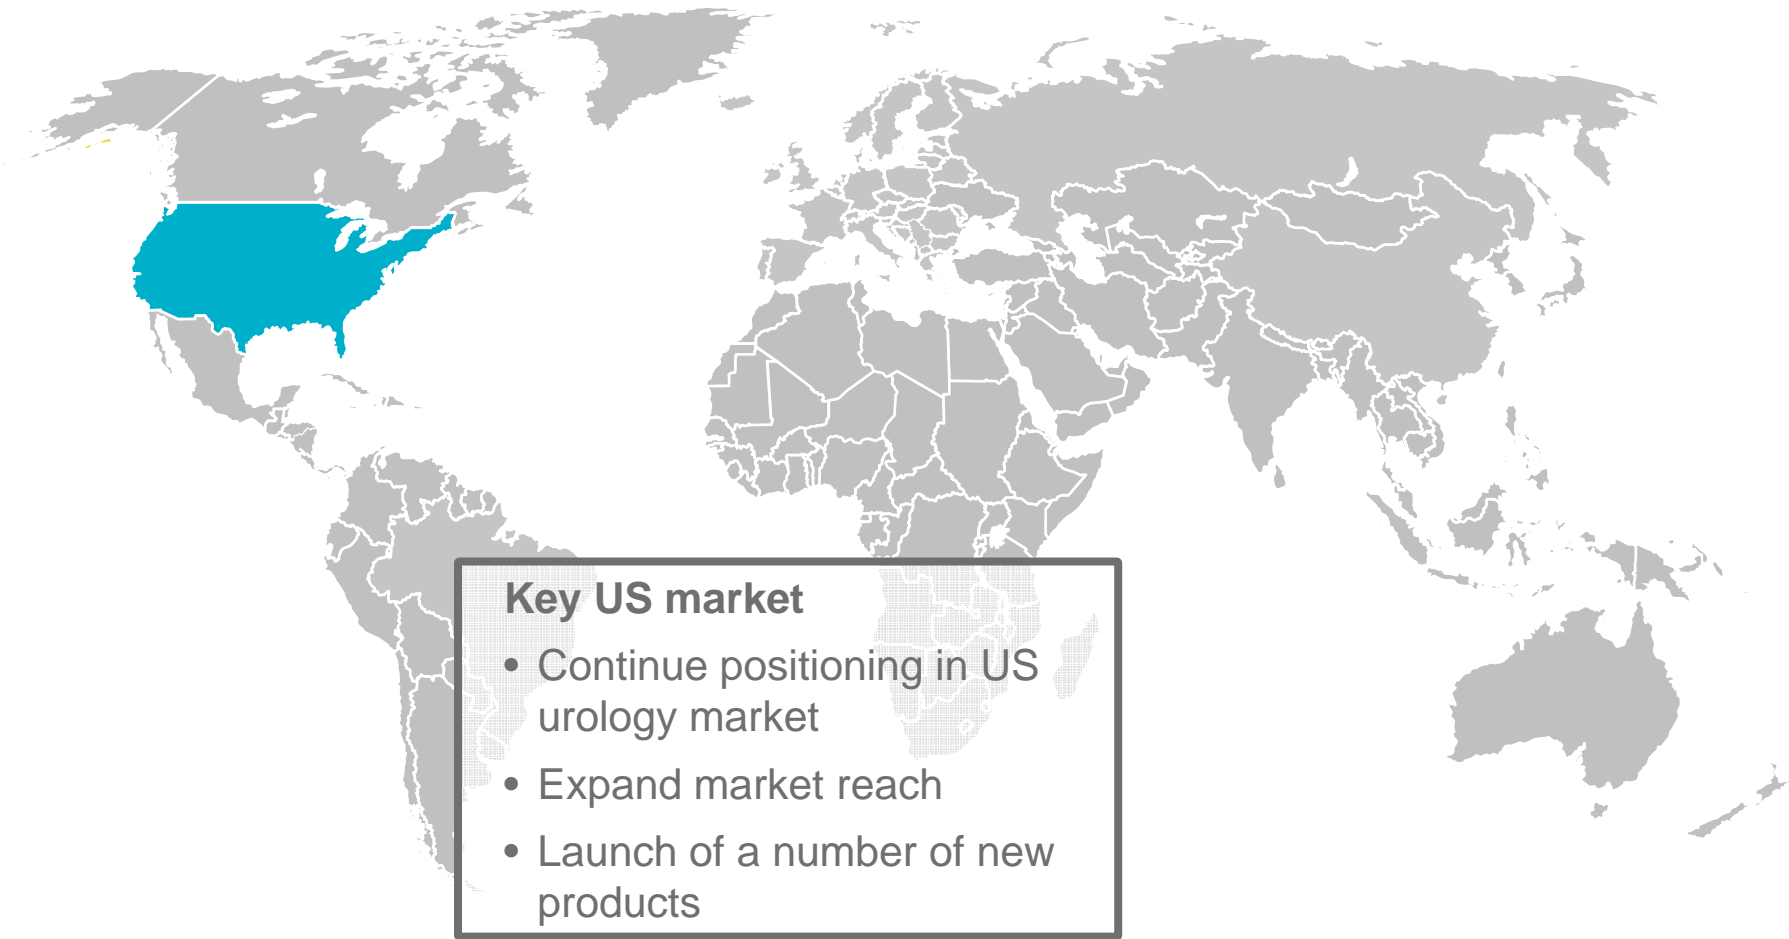 Key US market
• Continue positioning in US
urology market
• Expand market reach
• Launch of a number of new
products